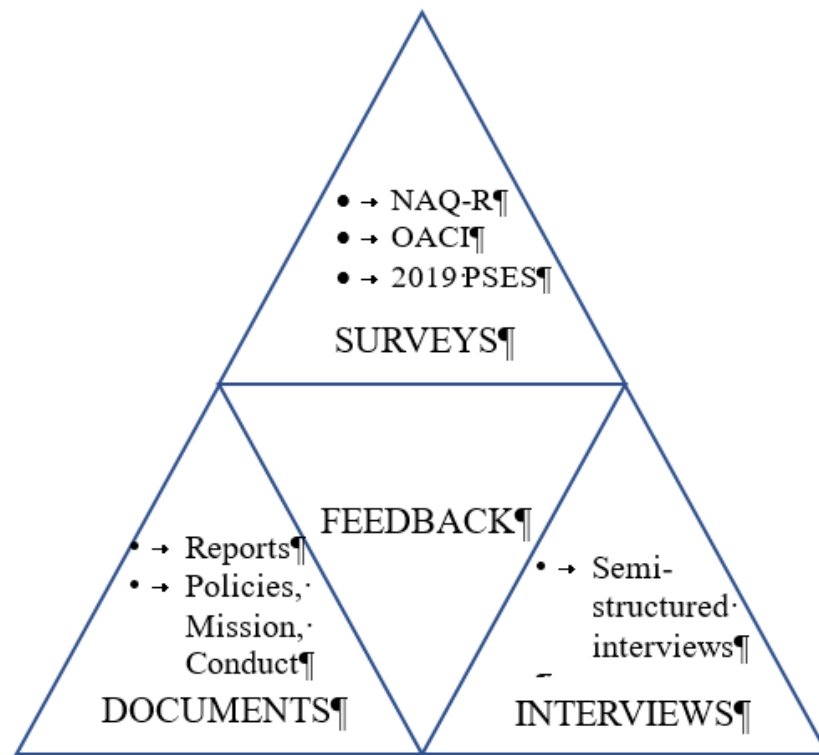 • → NAQ-R¶
• → OACI¶
• → 2019·PSES¶
SURVEYS¶
FEEDBACK¶
• → Reports¶
• → Policies,·
Mission,·
Conduct¶
DOCUMENTS¶
• → Semi-
structured·
interviews¶
INTERVIEWS¶